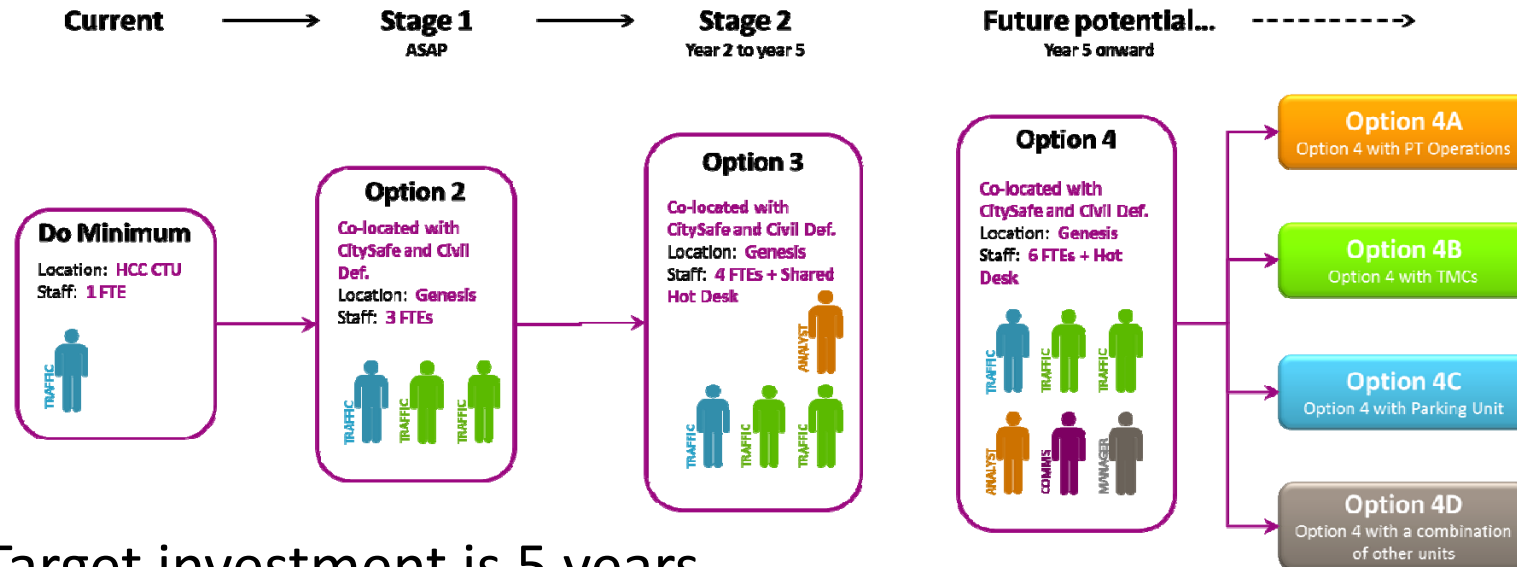 Current
Stage 1
ASAP
Stage 2
Year 2 to year 5
Future potential...
Year 5 onward
Do Minimum
Location: HCC CTU
Staff: 1 FTE
TRAFFIC
Option 2
Co-located with
CitySafe and Civil
Def.
Location: Genesis
Staff: 3 FTEs
TRAFFIC
TRAFFIC
TRAFFIC
Option 3
Co-located with
CitySafe and Civil Def.
Location: Genesis
Staff: 4 FTEs + Shared
Hot Desk
ANALYST
TRAFFIC
TRAFFIC
TRAFFIC
Option 4
Co-located with
CitySafe and Civil Def.
Location: Genesis
Staff: 6 FTEs + Hot
Desk
TRAFFIC
TRAFFIC
TRAFFIC
ANALYST
COMMS
MANAGER
Option 4A
Option 4 with PT Operations
Option 4B
Option 4 with TMCs
Option 4C
Option 4 with Parking Unit
Option 4D
Option 4 with a combination
of other units
Target investment is 5 years